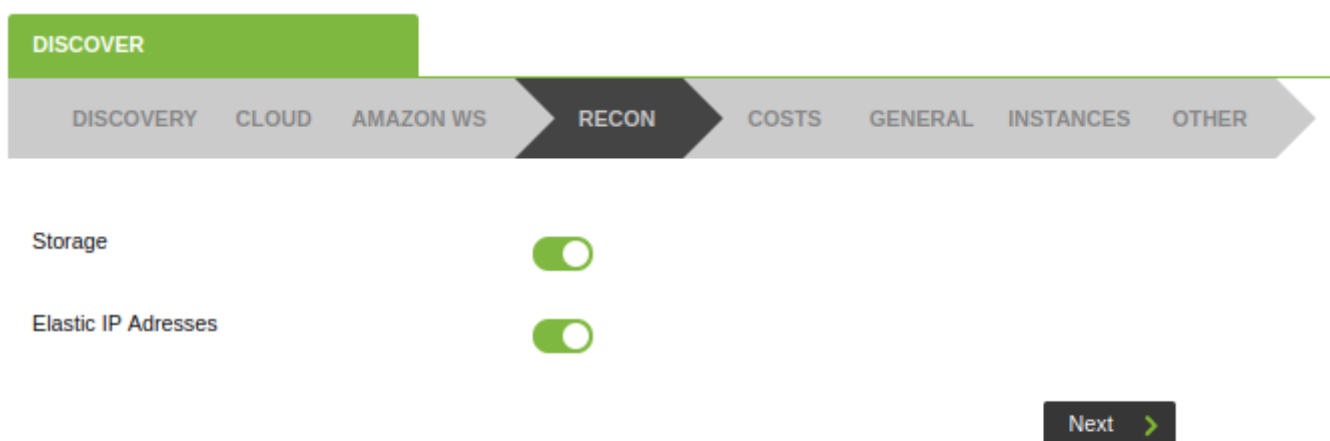 DISCOVER
DISCOVERY CLOUD AMAZON WS RECON COSTS GENERAL INSTANCES OTHER
Storage
Elastic IP Adresses
Next